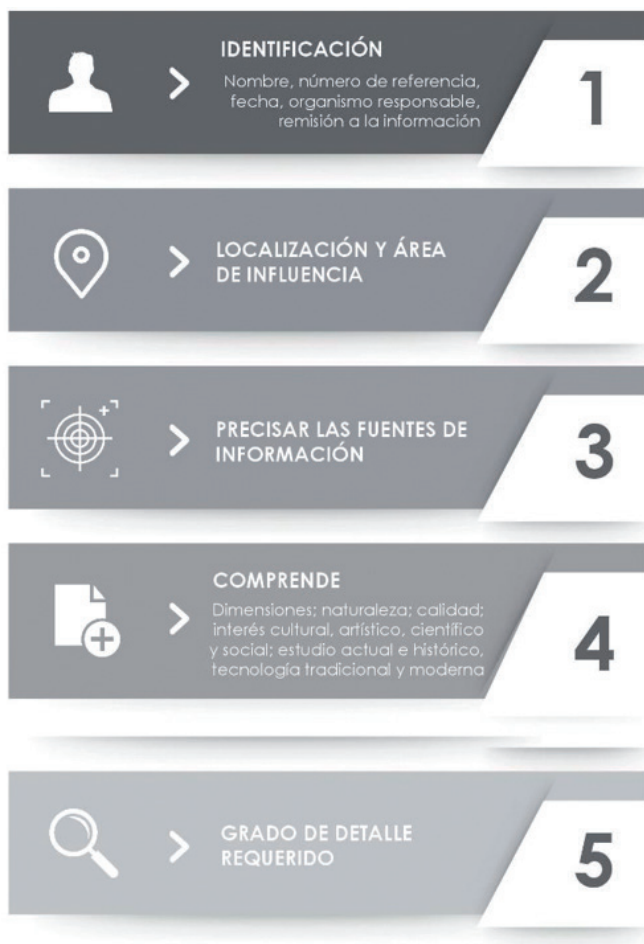 IDENTIFICACIÓN
Nombre, número de referencia,
fecha, organismo responsable,
remisión a la información
1
LOCALIZACIÓN Y ÁREA
DE INFLUENCIA
2
PRECISAR LAS FUENTES DE
INFORMACIÓN
3
COMPRENDE
Dimensiones; naturaleza; calidad;
interés cultural, artístico, científico
y social; estudio actual e histórico,
tecnología tradicional y moderna
4
GRADO DE DETALLE
REQUERIDO
5